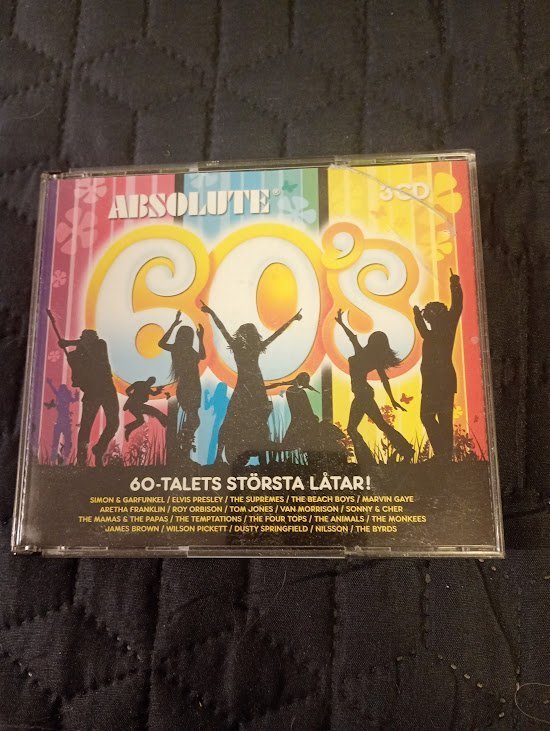 ABSOLUTE®
3CD
60's
60-TALETS STÖRSTA LÅTAR!
SIMON & GARFUNKEL / ELVIS PRESLEY / THE SUPREMES / THE BEACH BOYS / MARVIN GAYE
ARETHA FRANKLIN / ROY ORBISON / TOM JONES / VAN MORRISON / SONNY & CHER
THE MAMAS & THE PAPAS / THE TEMPTATIONS / THE FOUR TOPS / THE ANIMALS / THE MONKEES
JAMES BROWN / WILSON PICKETT / DUSTY SPRINGFIELD / NILSSON / THE BYRDS